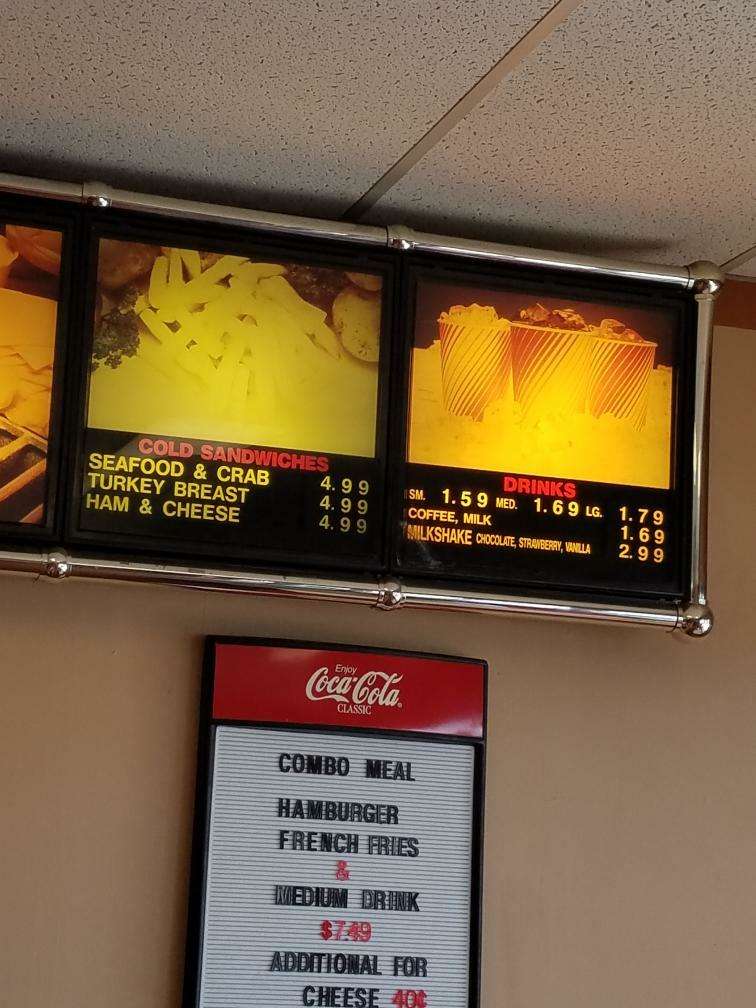 COLD SANDWICHES
SEAFOOD & CRAB 4.99
TURKEY BREAST 4.99
HAM & CHEESE 4.99
DRINKS
SM. 1.59 MED. 1.69 LG. 1.79
COFFEE, MILK 1.69
MILKSHAKE CHOCOLATE, STRAWBERRY, VANILLA 2.99
Enjoy
Coca-Cola
CLASSIC
COMBO MEAL
HAMBURGER
FRENCH FRIES
&
MEDIUM DRINK
$7.49
ADDITIONAL FOR
CHEESE 40¢